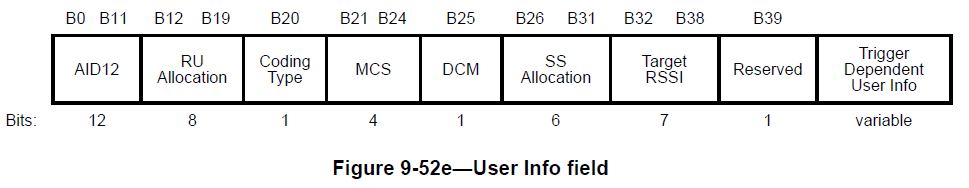 B0 B11 B12 B19 B20 B21 B24 B25 B26 B31 B32 B38 B39
AID12
RU
Allocation
Coding
Type
MCS
DCM
SS
Allocation
Target
RSSI
Reserved
Trigger
Dependent
User Info
Bits: 12 8 1 4 1 6 7 1 variable
Figure 9-52e—User Info field